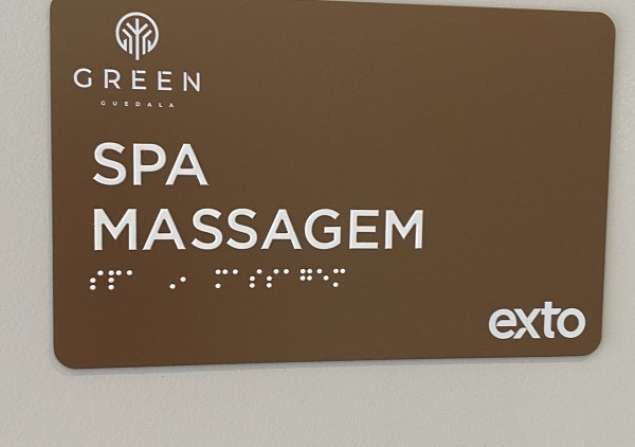 GREEN
GUEDALA
SPA
MASSAGEM
⠎⠏⠁ ⠤ ⠍⠁⠎⠎⠁⠛⠑⠍
exto